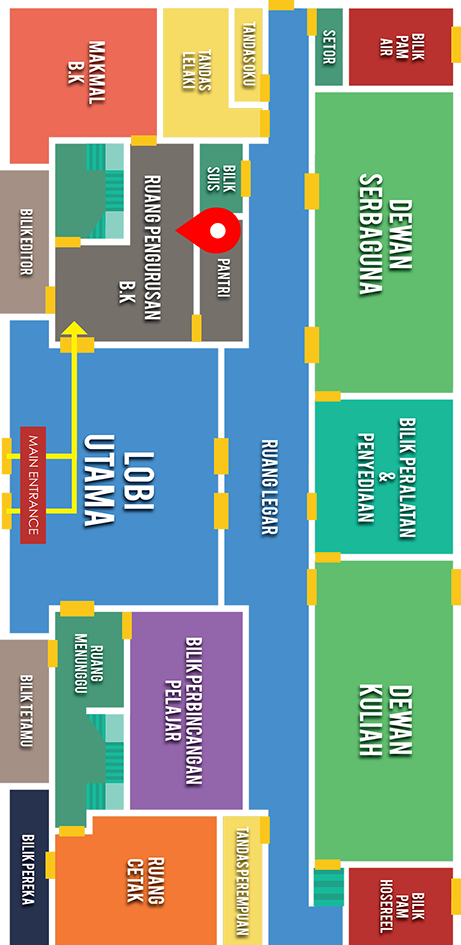 TANDAS OKU
SETOR
BILIK
PAM
AIR
MAKMAL
B.K
TANDAS
LELAKI
BILIK
SUIS
DEWAN
SERBAGUNA
BILIK EDITOR
RUANG PENGURUSAN
B.K
PANTRI
MAIN ENTRANCE
LOBI
UTAMA
RUANG LEGAR
BILIK PERALATAN
&
PENYEDIAAN
BILIK TETAMU
RUANG
MENUNGGU
BILIK PERBINCANGAN
PELAJAR
DEWAN
KULIAH
BILIK PEREKA
RUANG
CETAK
TANDAS PEREMPUAN
BILIK
PAM
HOSEREEL